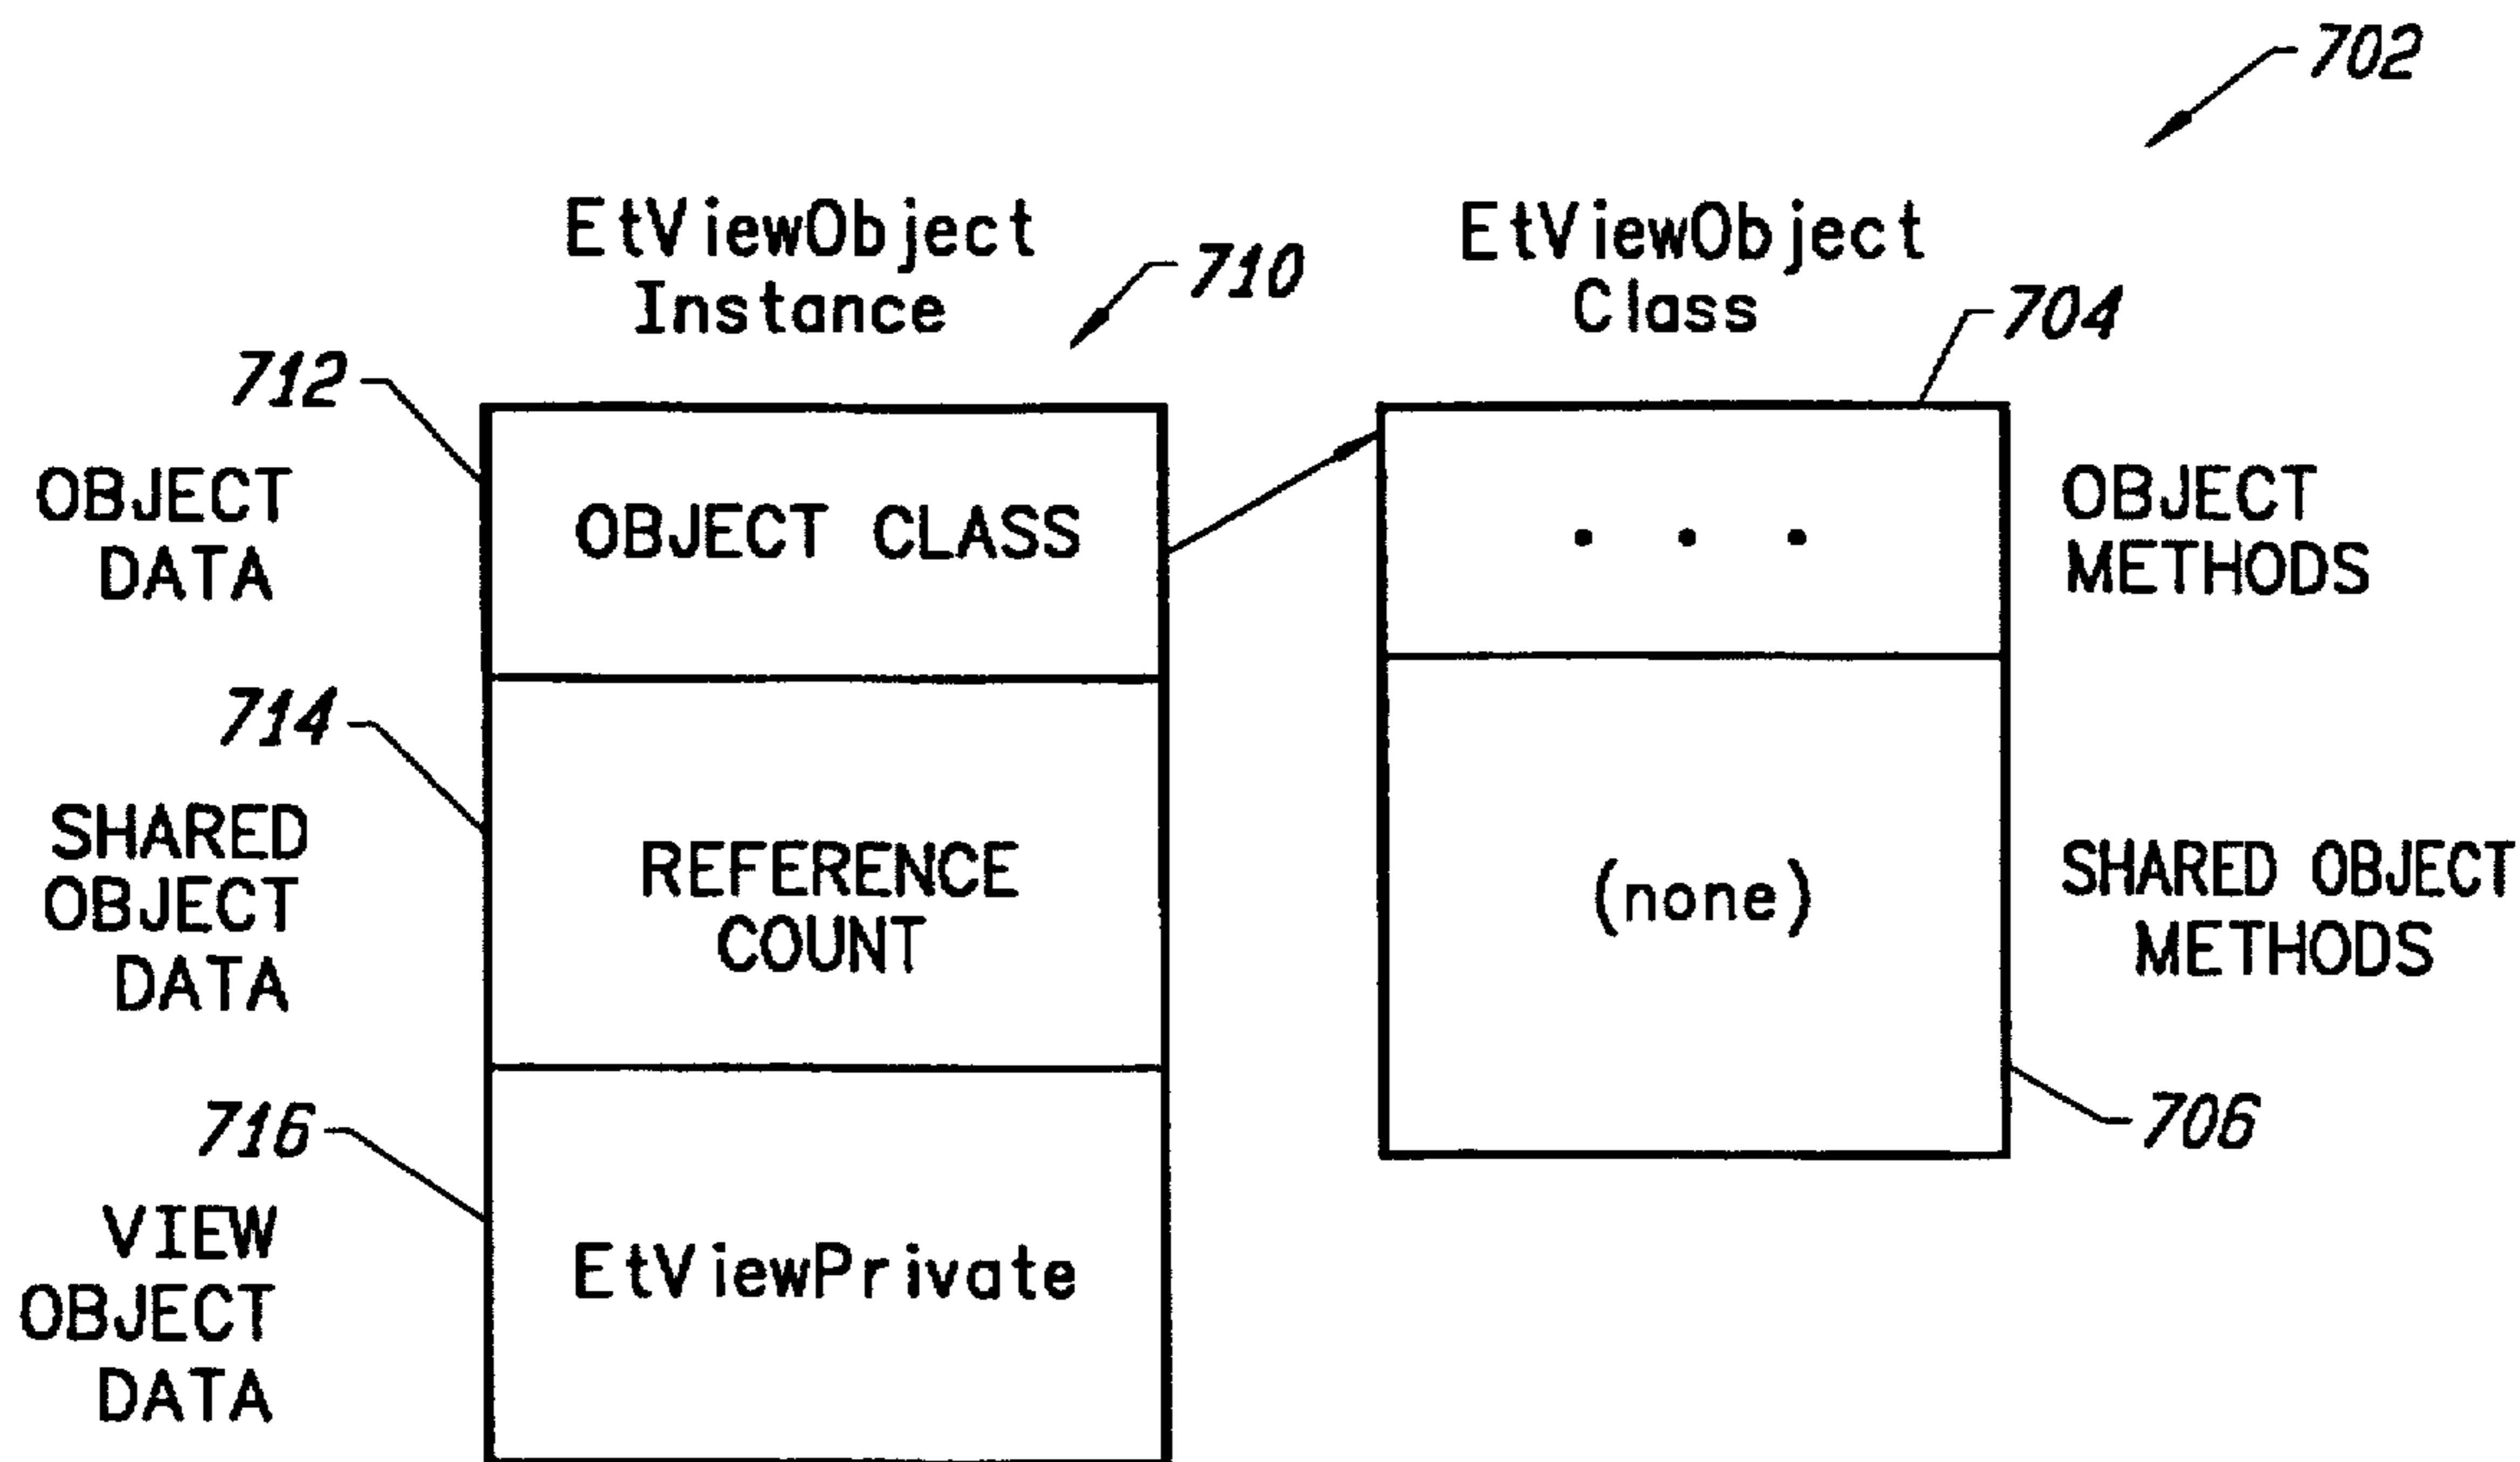 702
EtViewObject
Instance
710
EtViewObject
Class
704
712
OBJECT
DATA
OBJECT CLASS
. . .
OBJECT
METHODS
714
SHARED
OBJECT
DATA
REFERENCE
COUNT
(none)
SHARED OBJECT
METHODS
706
716
VIEW
OBJECT
DATA
EtViewPrivate